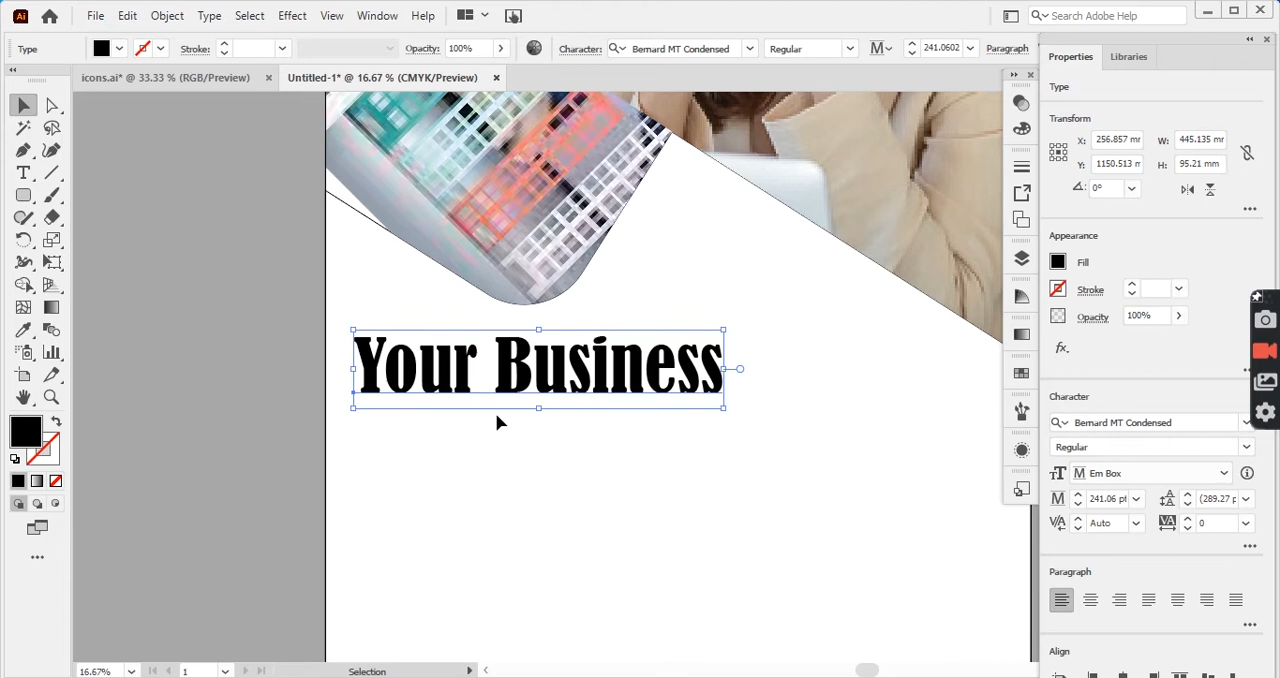 Ai File Edit Object Type Select Effect View Window Help Search Adobe Help
Type Stroke: Opacity: 100% Character: Bernard MT Condensed Regular 241.0602 Paragraph
icons.ai* @ 33.33 % (RGB/Preview) Untitled-1* @ 16.67 % (CMYK/Preview)
Properties Libraries
Type
Transform
X: 256.857 mm W: 445.135 mm
Y: 1150.513 m H: 95.21 mm
0°
Appearance
Fill
Stroke
Opacity 100%
fx.
Your Business
Character
Bernard MT Condensed
Regular
Em Box
241.06 pt (289.27 p
Auto 0
Paragraph
Align
16.67% 1 Selection